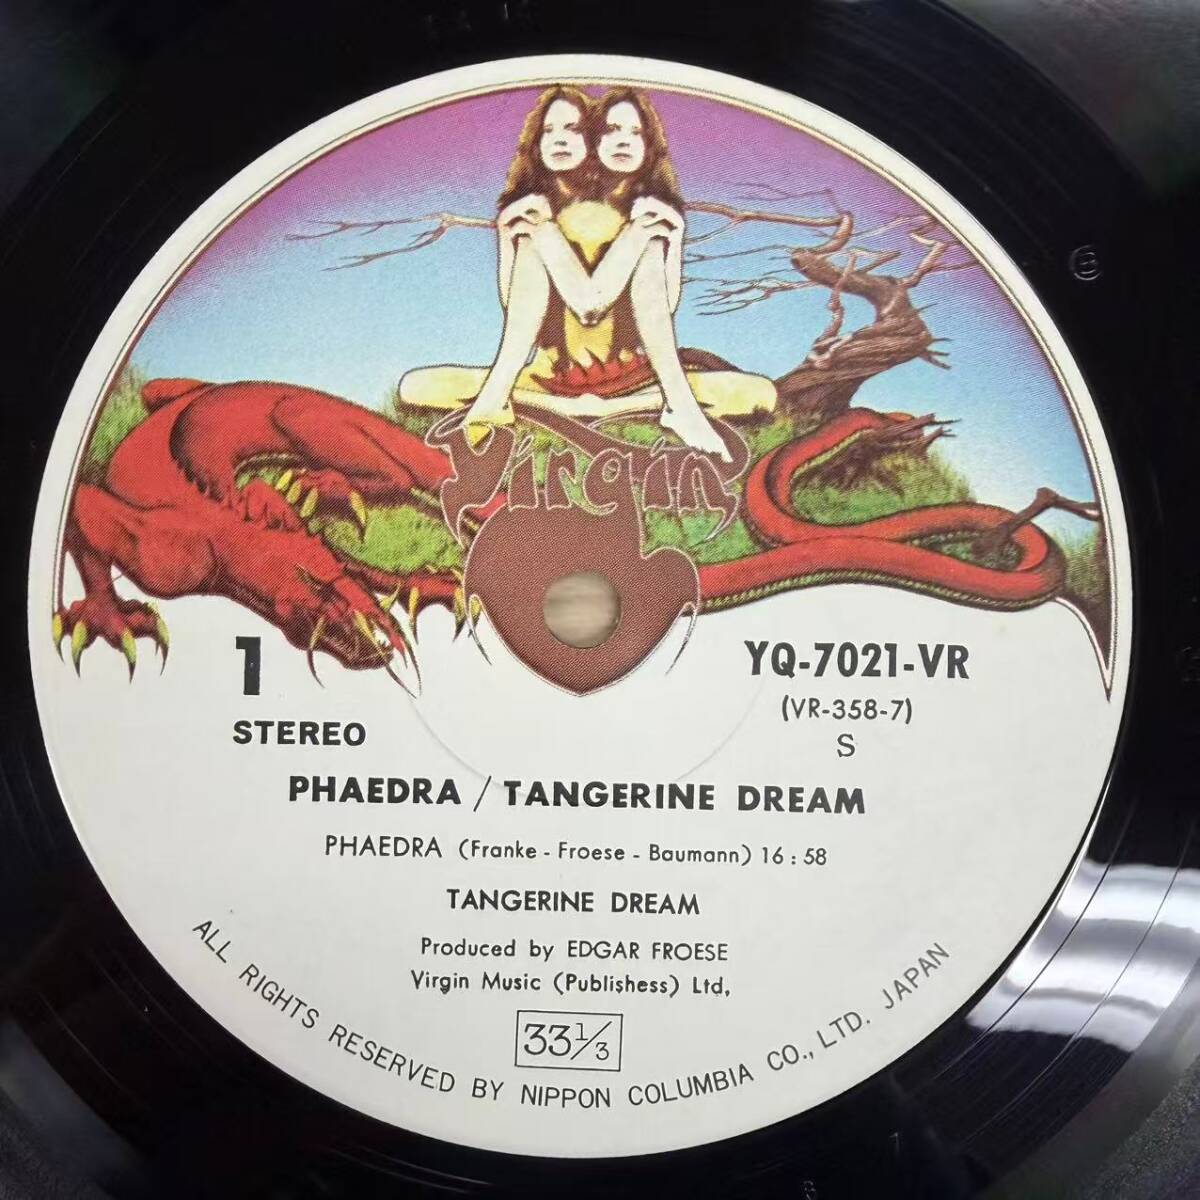 Virgin
1
YQ-7021-VR
(VR-358-7)
S
STEREO
PHAEDRA / TANGERINE DREAM
PHAEDRA (Franke - Froese - Baumann) 16 : 58
TANGERINE DREAM
Produced by EDGAR FROESE
Virgin Music (Publishess) Ltd,
33 1/3
ALL RIGHTS RESERVED BY NIPPON COLUMBIA CO., LTD. JAPAN